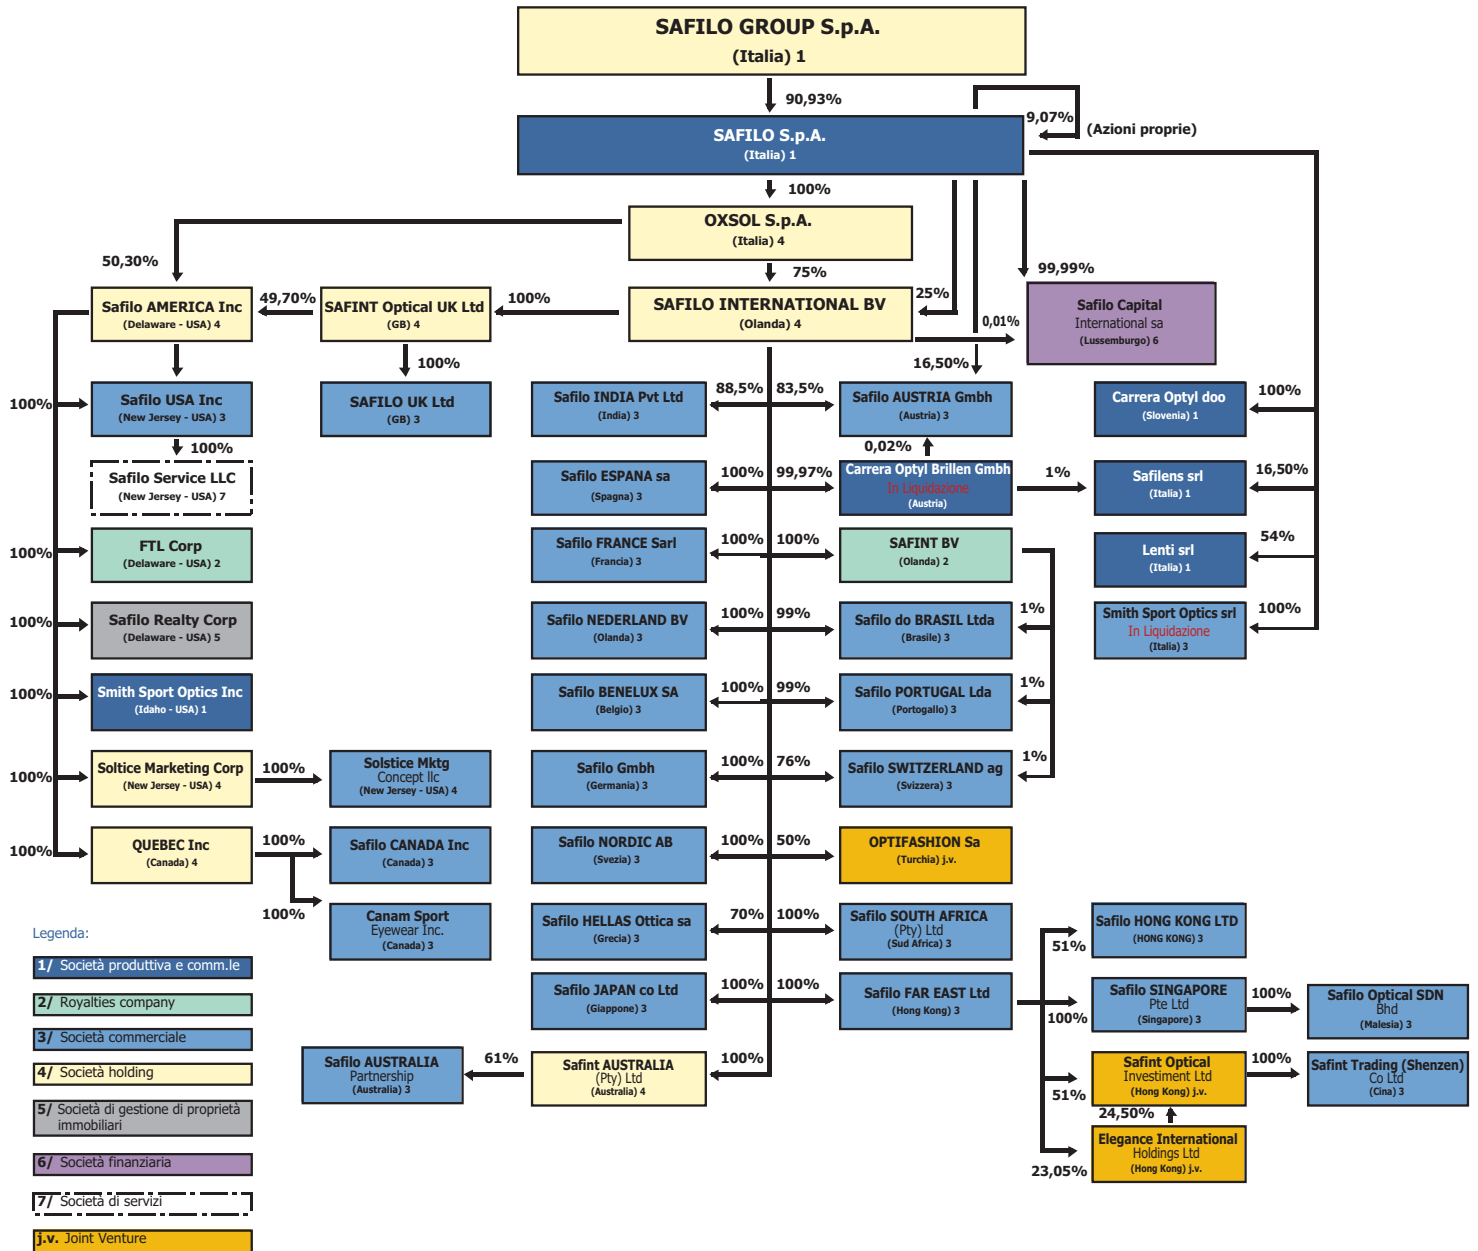 SAFILO GROUP S.p.A.
(Italia) 1
90,93%
9,07%
(Azioni proprie)
SAFILO S.p.A.
(Italia) 1
100%
OXSOL S.p.A.
(Italia) 4
50,30%
75%
99,99%
Safilo AMERICA Inc
(Delaware - USA) 4
49,70%
SAFINT Optical UK Ltd
(GB) 4
100%
SAFILO INTERNATIONAL BV
(Olanda) 4
25%
0,01%
Safilo Capital
International sa
(Lussemburgo) 6
100%
16,50%
100%
Safilo USA Inc
(New Jersey - USA) 3
SAFILO UK Ltd
(GB) 3
Safilo INDIA Pvt Ltd
(India) 3
88,5%
83,5%
Safilo AUSTRIA Gmbh
(Austria) 3
Carrera Optyl doo
(Slovenia) 1
100%
100%
0,02%
Safilo Service LLC
(New Jersey - USA) 7
Safilo ESPANA sa
(Spagna) 3
100%
99,97%
Carrera Optyl Brillen Gmbh
In Liquidazione
(Austria)
1%
Safilens srl
(Italia) 1
16,50%
100%
FTL Corp
(Delaware - USA) 2
Safilo FRANCE Sarl
(Francia) 3
100%
100%
SAFINT BV
(Olanda) 2
Lenti srl
(Italia) 1
54%
100%
Safilo Realty Corp
(Delaware - USA) 5
Safilo NEDERLAND BV
(Olanda) 3
100%
99%
Safilo do BRASIL Ltda
(Brasile) 3
1%
Smith Sport Optics srl
In Liquidazione
(Italia) 3
100%
100%
Smith Sport Optics Inc
(Idaho - USA) 1
Safilo BENELUX SA
(Belgio) 3
100%
99%
Safilo PORTUGAL Lda
(Portogallo) 3
1%
100%
Soltice Marketing Corp
(New Jersey - USA) 4
100%
Solstice Mktg
Concept llc
(New Jersey - USA) 4
Safilo Gmbh
(Germania) 3
100%
76%
Safilo SWITZERLAND ag
(Svizzera) 3
1%
100%
QUEBEC Inc
(Canada) 4
100%
Safilo CANADA Inc
(Canada) 3
Safilo NORDIC AB
(Svezia) 3
100%
50%
OPTIFASHION Sa
(Turchia) j.v.
100%
Canam Sport
Eyewear Inc.
(Canada) 3
Safilo HELLAS Ottica sa
(Grecia) 3
70%
100%
Safilo SOUTH AFRICA
(Pty) Ltd
(Sud Africa) 3
51%
Safilo HONG KONG LTD
(HONG KONG) 3
Safilo JAPAN co Ltd
(Giappone) 3
100%
100%
Safilo FAR EAST Ltd
(Hong Kong) 3
100%
Safilo SINGAPORE
Pte Ltd
(Singapore) 3
100%
Safilo Optical SDN
Bhd
(Malesia) 3
Safilo AUSTRALIA
Partnership
(Australia) 3
61%
Safint AUSTRALIA
(Pty) Ltd
(Australia) 4
100%
51%
Safint Optical
Investiment Ltd
(Hong Kong) j.v.
100%
Safint Trading (Shenzen)
Co Ltd
(Cina) 3
24,50%
23,05%
Elegance International
Holdings Ltd
(Hong Kong) j.v.
Legenda:
1/ Società produttiva e comm.le
2/ Royalties company
3/ Società commerciale
4/ Società holding
5/ Società di gestione di proprietà
immobiliari
6/ Società finanziaria
7/ Società di servizi
j.v. Joint Venture